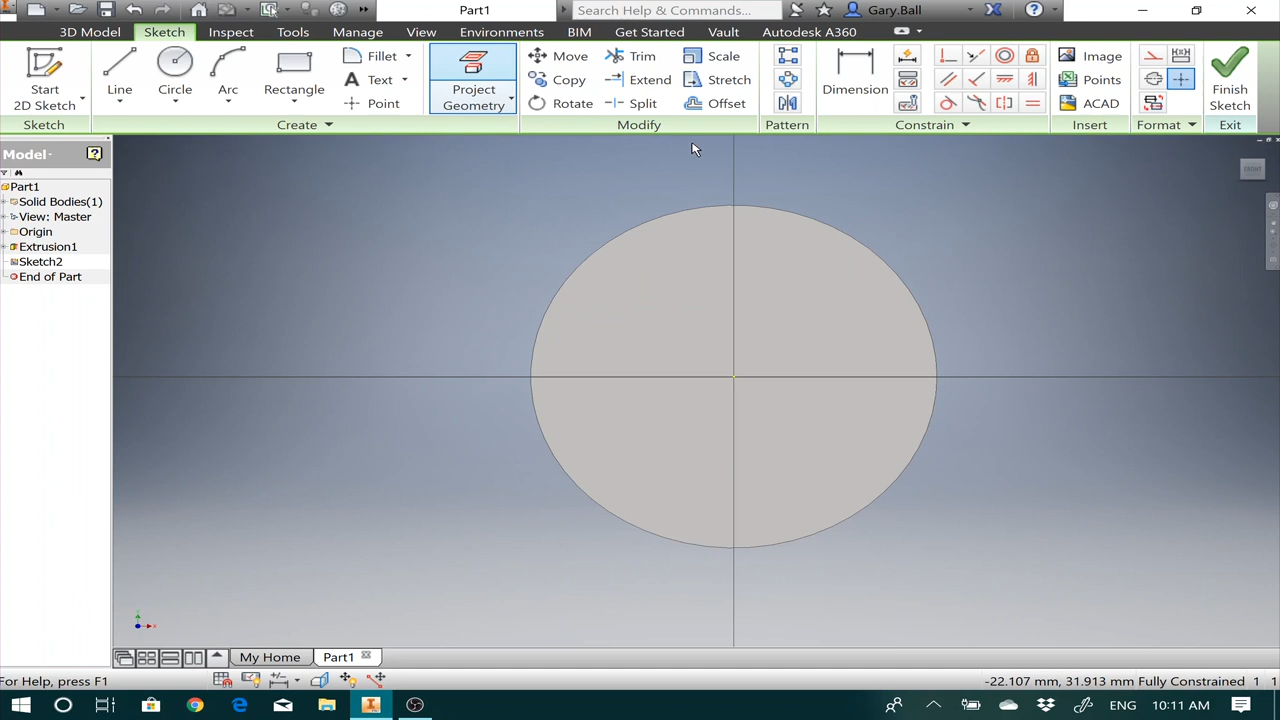 Part1
Search Help & Commands...
Gary.Ball
3D Model Sketch Inspect Tools Manage View Environments BIM Get Started Vault Autodesk A360
Start
2D Sketch
Line
Circle
Arc
Rectangle
Fillet
Text
Point
Project
Geometry
Move
Copy
Rotate
Trim
Extend
Split
Scale
Stretch
Offset
Dimension
Image
Points
ACAD
Finish
Sketch
Sketch Create Modify Pattern Constrain Insert Format Exit
Model
Part1
Solid Bodies(1)
View: Master
Origin
Extrusion1
Sketch2
End of Part
FRONT
My Home Part1
For Help, press F1
-22.107 mm, 31.913 mm Fully Constrained 1 1
ENG 10:11 AM